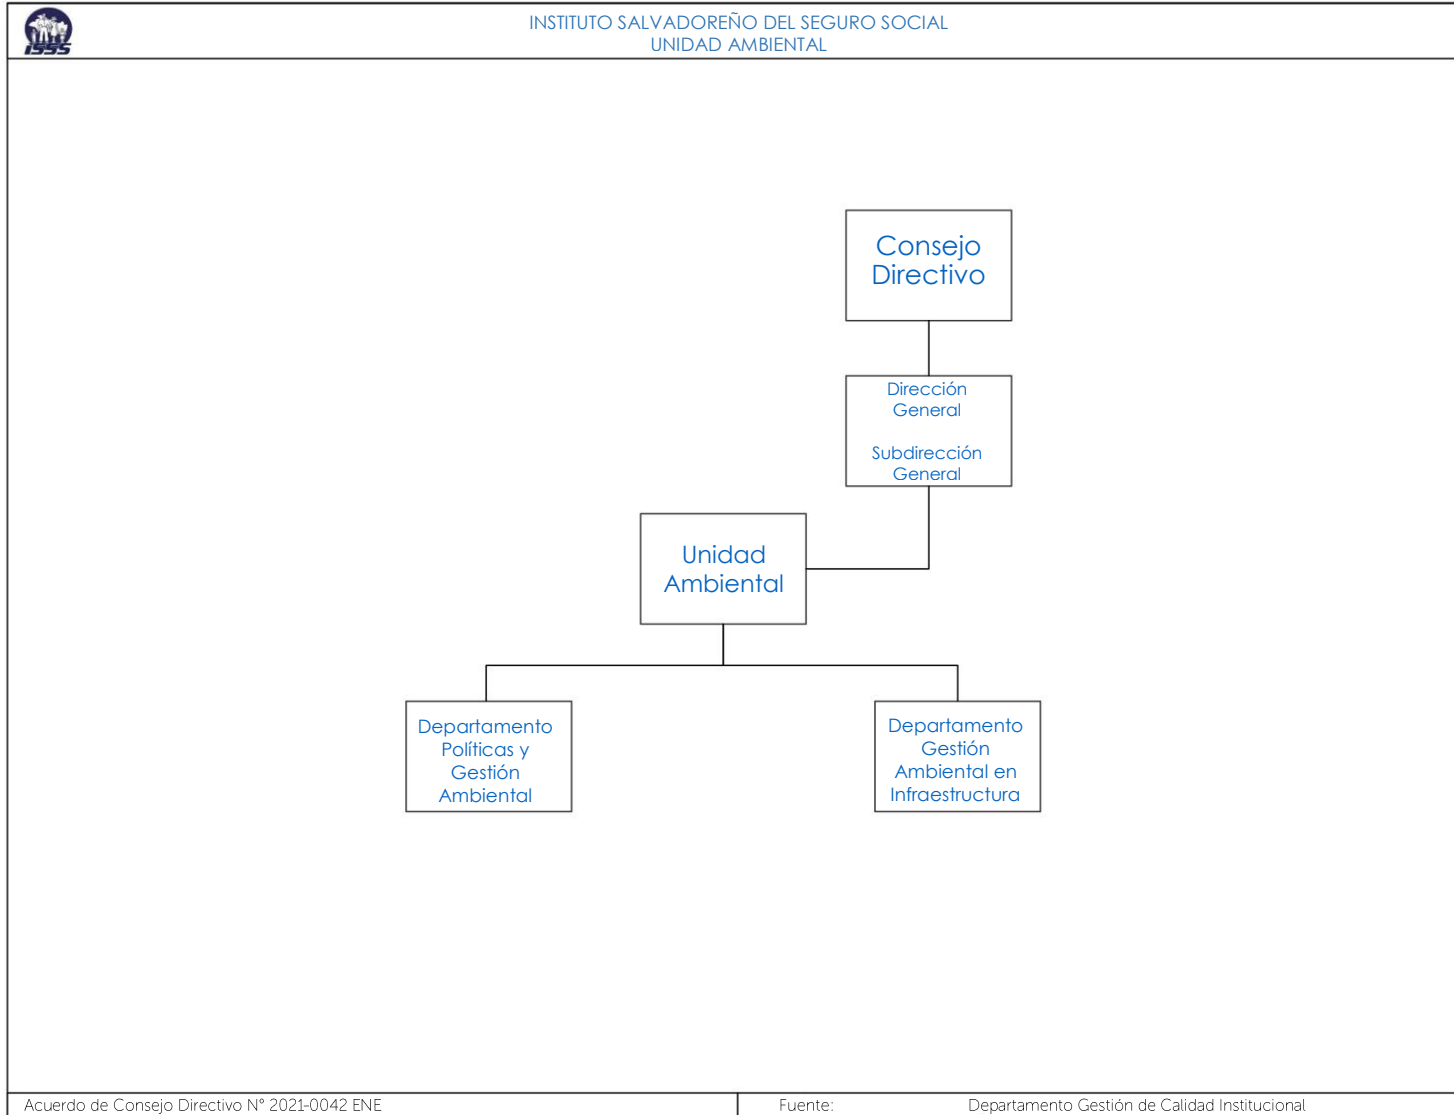 ISSS
INSTITUTO SALVADOREÑO DEL SEGURO SOCIAL
UNIDAD AMBIENTAL
Consejo
Directivo
Dirección
General
Subdirección
General
Unidad
Ambiental
Departamento
Políticas y
Gestión
Ambiental
Departamento
Gestión
Ambiental en
Infraestructura
Acuerdo de Consejo Directivo N° 2021-0042 ENE
Fuente: Departamento Gestión de Calidad Institucional